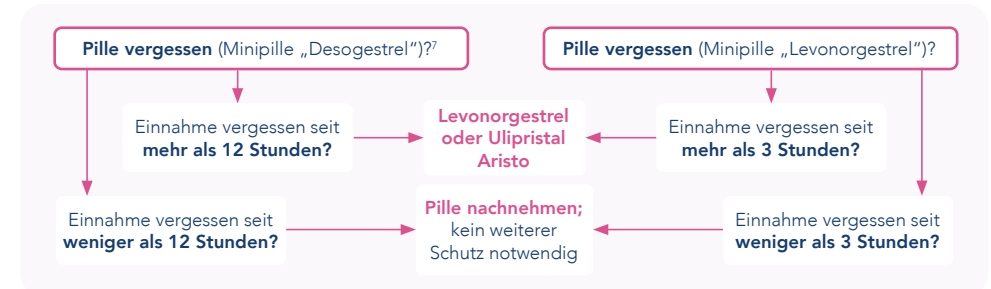 Pille vergessen (Minipille „Desogestrel“)?⁷
Pille vergessen (Minipille „Levonorgestrel“)?
Einnahme vergessen seit
mehr als 12 Stunden?
Levonorgestrel
oder Ulipristal
Aristo
Einnahme vergessen seit
mehr als 3 Stunden?
Einnahme vergessen seit
weniger als 12 Stunden?
Pille nachnehmen;
kein weiterer
Schutz notwendig
Einnahme vergessen seit
weniger als 3 Stunden?